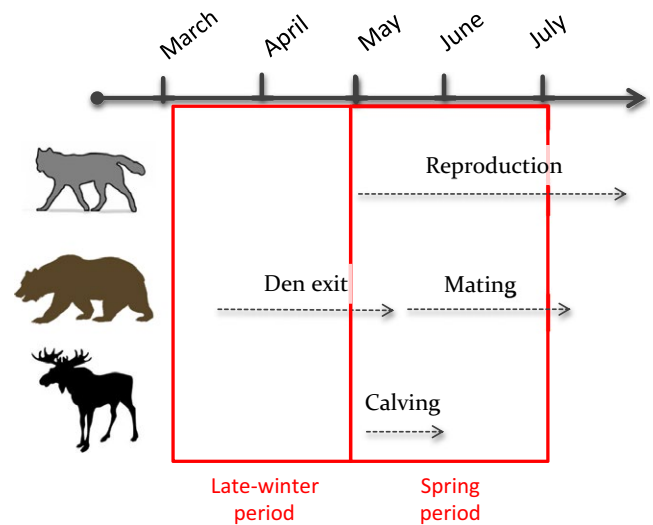 March
April
May
June
July
Reproduction
Den exit
Mating
Calving
Late-winter
period
Spring
period